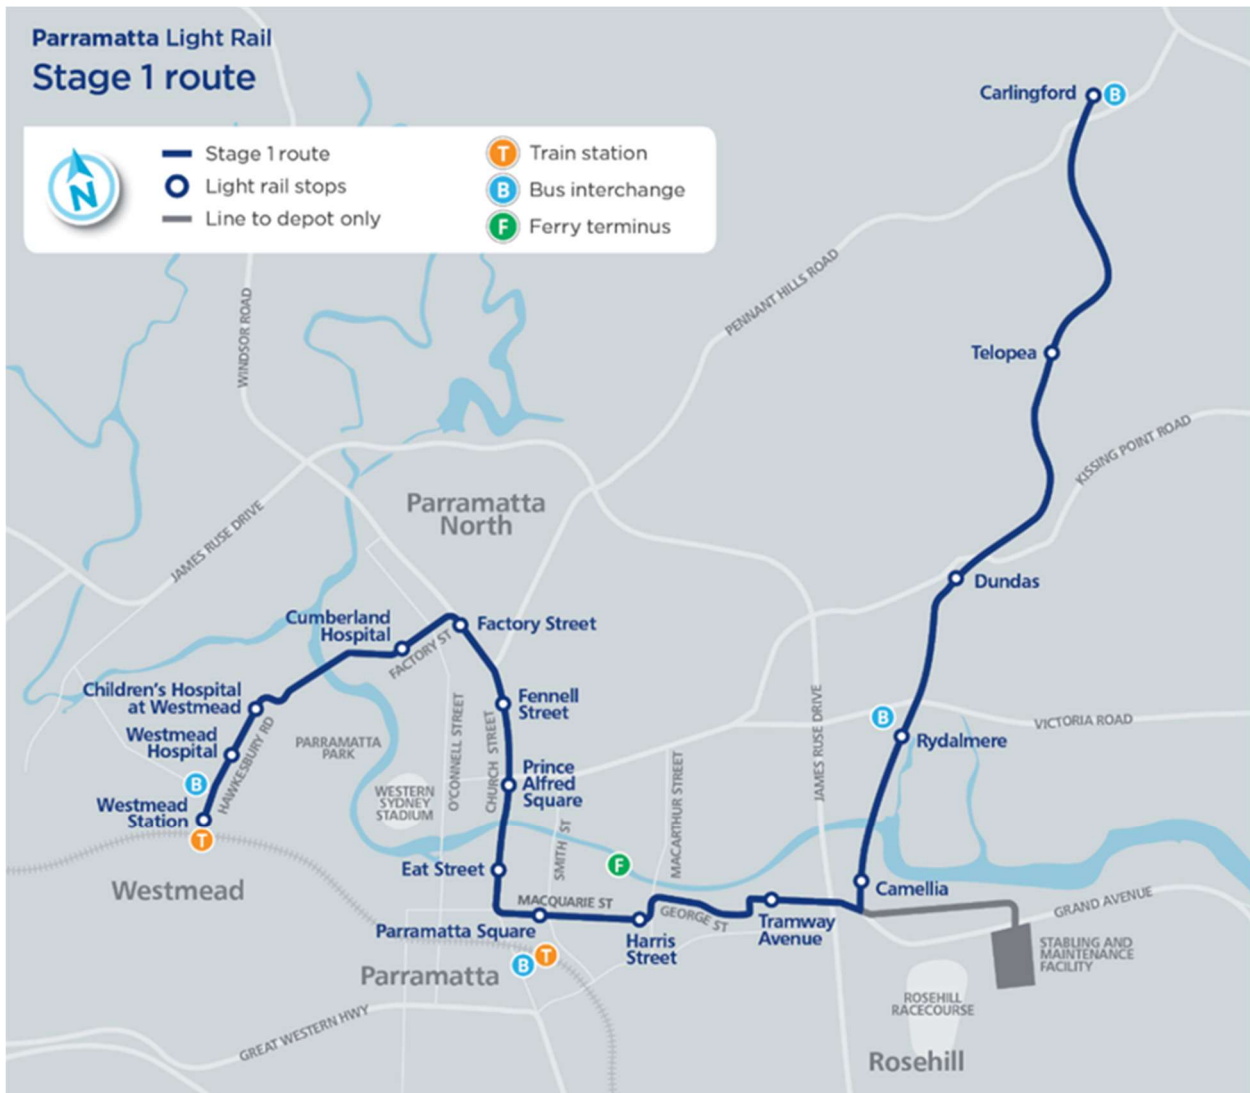 Parramatta Light Rail
Stage 1 route
N
Stage 1 route
Light rail stops
Line to depot only
T Train station
B Bus interchange
F Ferry terminus
Carlingford B
WINDSOR ROAD
PENNANT HILLS ROAD
Telopea
KISSING POINT ROAD
Parramatta
North
JAMES RUSE DRIVE
Dundas
Cumberland
Hospital
FACTORY ST
Factory Street
Children's Hospital
at Westmead
Fennell
Street
Westmead
Hospital
HAWKESBURY RD
PARRAMATTA
PARK
O'CONNELL STREET
CHURCH STREET
JAMES RUSE DRIVE
B
VICTORIA ROAD
Rydalmere
Prince
Alfred
Square
MACARTHUR STREET
B
WESTERN
SYDNEY
STADIUM
Westmead
Station
T
SMITH ST
F
Eat Street
Westmead
Camellia
MACQUARIE ST
GEORGE ST
GRAND AVENUE
Parramatta Square
Harris
Street
Tramway
Avenue
STABLING AND
MAINTENANCE
FACILITY
B T
Parramatta
ROSEHILL
RACECOURSE
GREAT WESTERN HWY
Rosehill